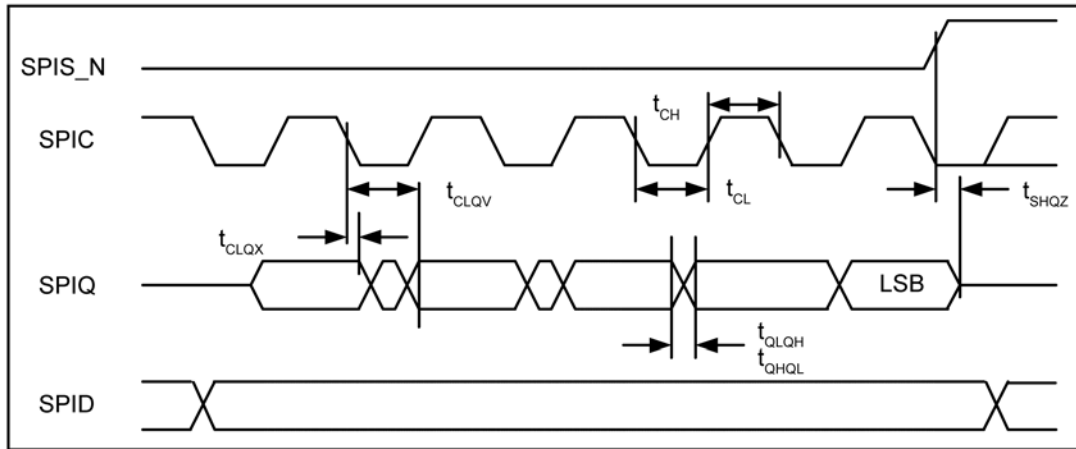 SPIS_N
SPIC
t_CH
t_CL
t_CLQV
t_SHQZ
t_CLQX
SPIQ
LSB
t_QLQH
t_QHQL
SPID